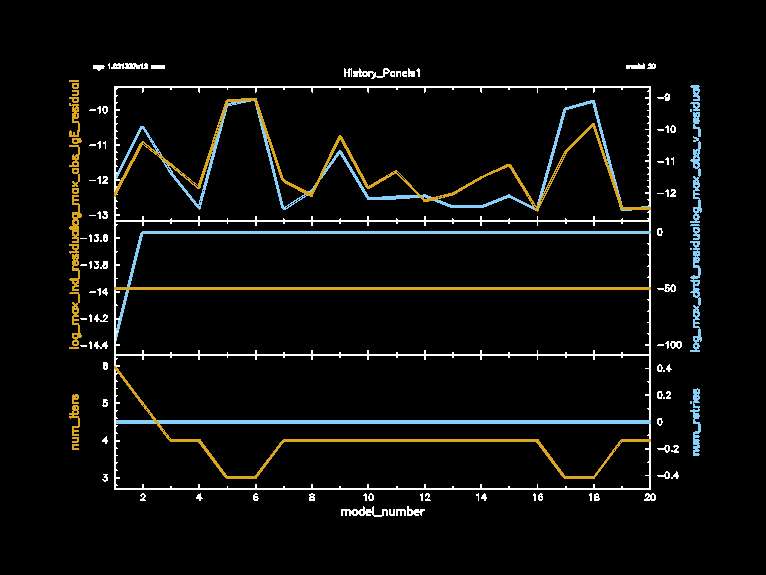 History_Panels1
model 20
log_max_abs_lgE_residual
-10
-11
-12
-13
-9
-10
-11
-12
log_max_abs_v_residual
log_max_lnd_residual
-13.6
-13.8
-14
-14.2
-14.4
0
-50
-100
log_max_drdt_residual
num_iters
6
5
4
3
0.4
0.2
0
-0.2
-0.4
num_retries
2 4 6 8 10 12 14 16 18 20
model_number